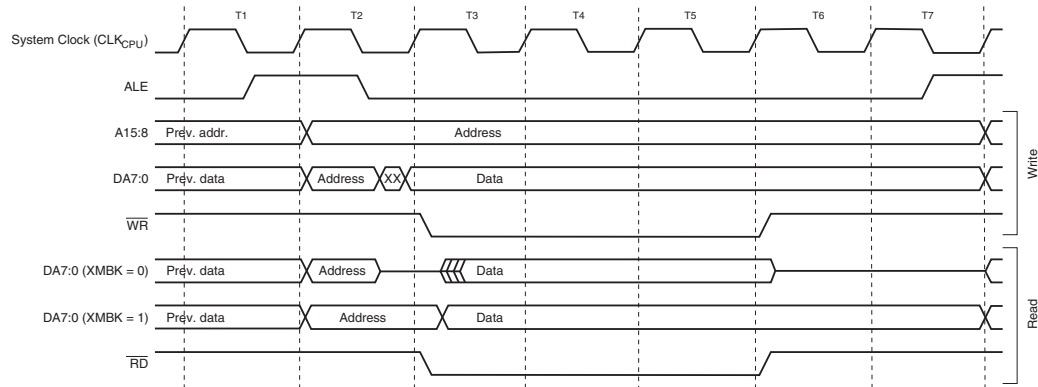 T1 T2 T3 T4 T5 T6 T7
System Clock (CLKCPU)
ALE
A15:8 Prev. addr. Address
DA7:0 Prev. data Address XX Data
WR
Write
DA7:0 (XMBK = 0) Prev. data Address Data
DA7:0 (XMBK = 1) Prev. data Address Data
RD
Read